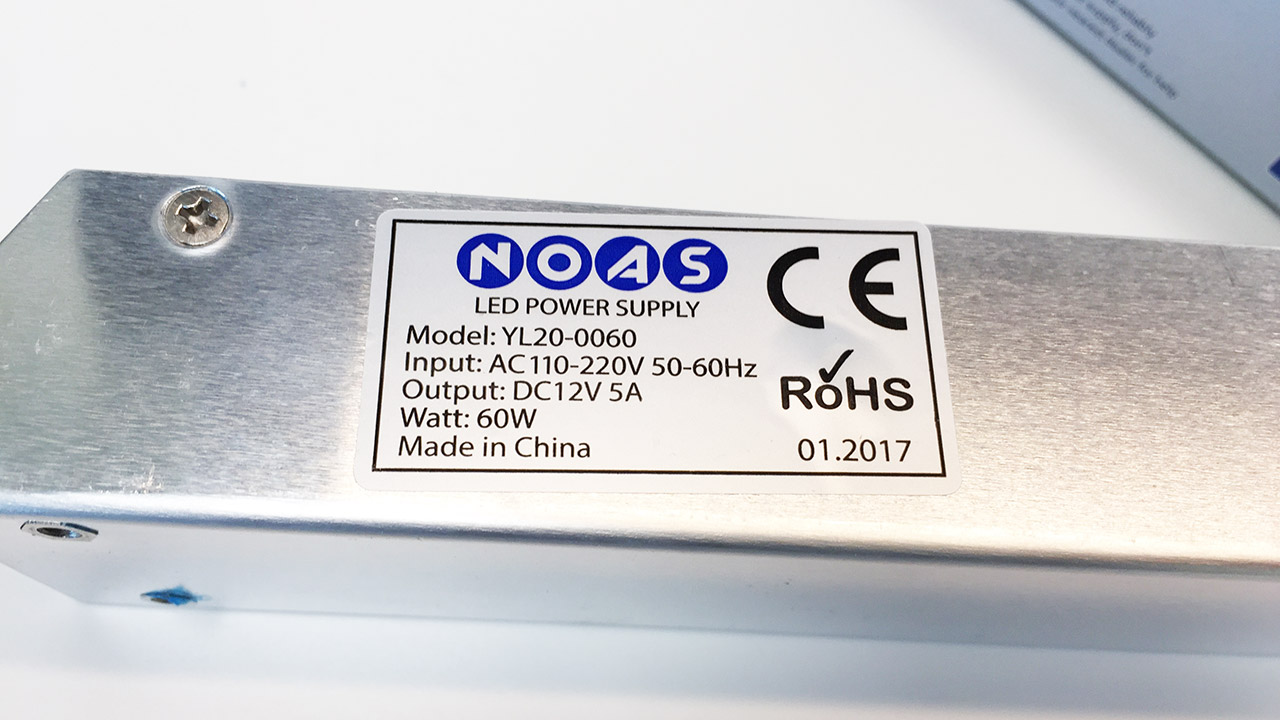 NOAS
LED POWER SUPPLY
Model: YL20-0060
Input: AC110-220V 50-60Hz
Output: DC12V 5A
Watt: 60W
Made in China
CE
RoHS
01.2017